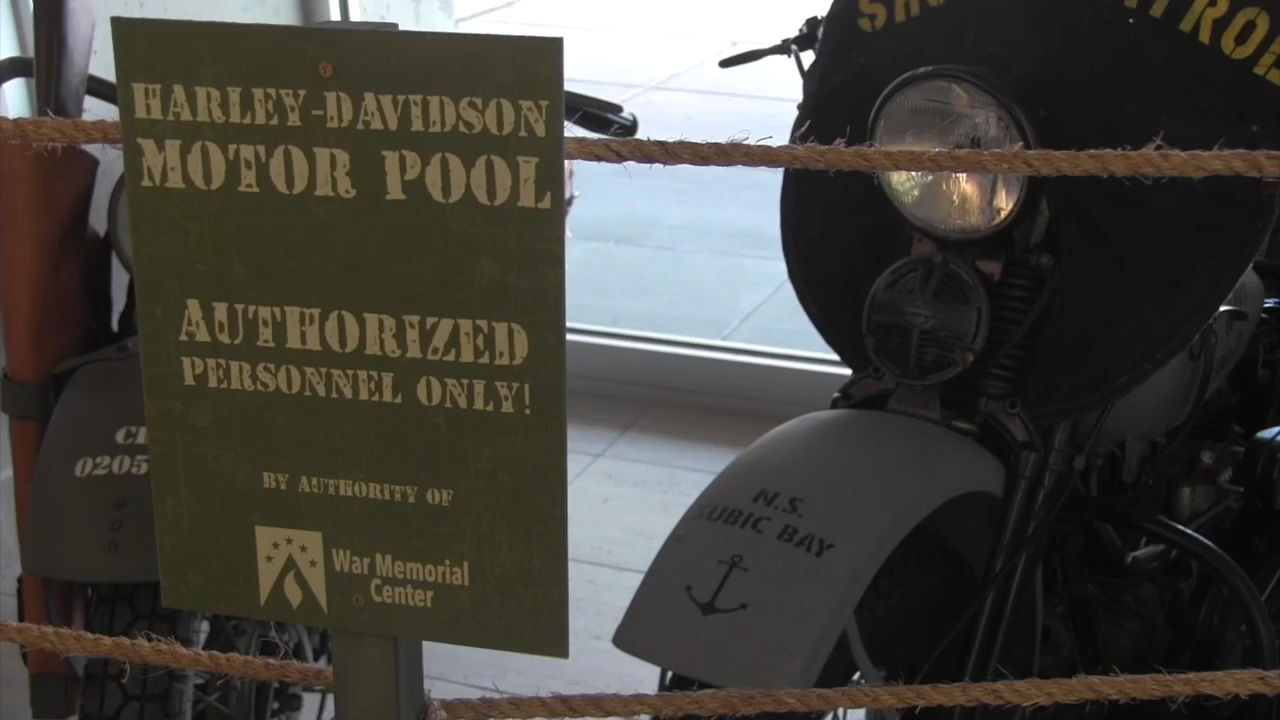 HARLEY-DAVIDSON
MOTOR POOL
AUTHORIZED
PERSONNEL ONLY!
BY AUTHORITY OF
War Memorial
Center
0205
N.S.
SUBIC BAY